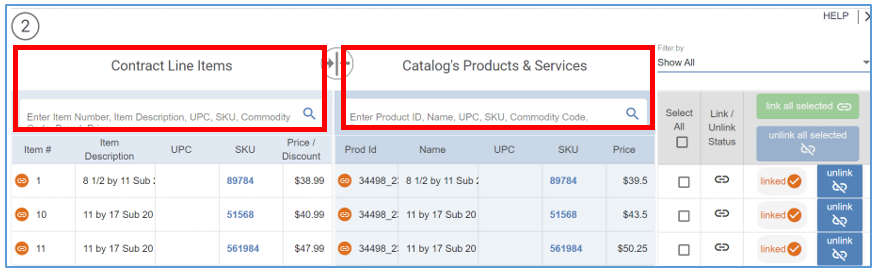 2
HELP
Filter by
Show All
Contract Line Items
Catalog's Products & Services
Enter Item Number, Item Description, UPC, SKU, Commodity
Enter Product ID, Name, UPC, SKU, Commodity Code,
Select All
Link / Unlink Status
link all selected
unlink all selected
Item # Item Description UPC SKU Price / Discount Prod Id Name UPC SKU Price
1 8 1/2 by 11 Sub 89784 $38.99 34498_2 8 1/2 by 11 Sub 89784 $39.5 linked unlink
10 11 by 17 Sub 20 51568 $40.99 34498_2 11 by 17 Sub 20 51568 $43.5 linked unlink
11 11 by 17 Sub 20 561984 $47.99 34498_2 11 by 17 Sub 20 561984 $50.25 linked unlink